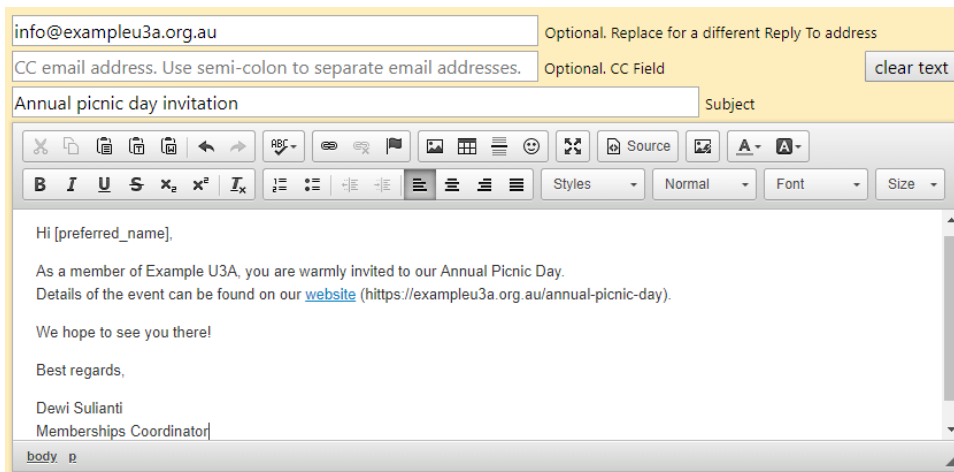 info@exampleu3a.org.au Optional. Replace for a different Reply To address
CC email address. Use semi-colon to separate email addresses. Optional. CC Field clear text
Annual picnic day invitation Subject
ABC Source A A
B I U S x₂ x² Ix Styles Normal Font Size
Hi [preferred_name],
As a member of Example U3A, you are warmly invited to our Annual Picnic Day.
Details of the event can be found on our website (https://exampleu3a.org.au/annual-picnic-day).
We hope to see you there!
Best regards,
Dewi Sulianti
Memberships Coordinator
body p